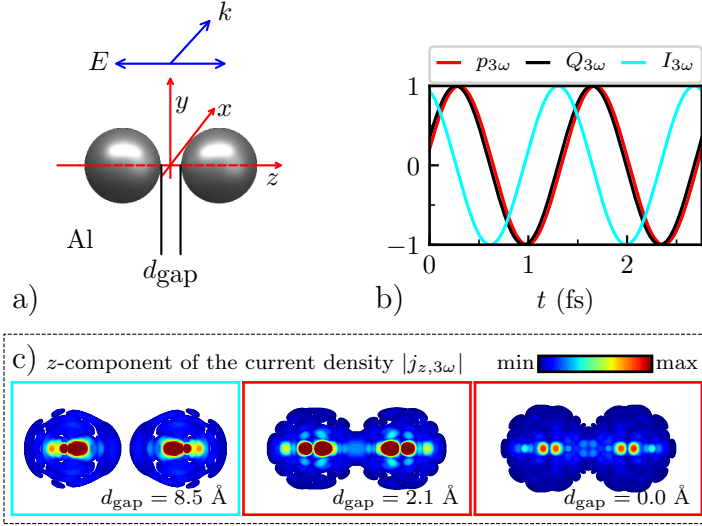 k
E
y
x
z
Al
d_gap
a)
p_3ω Q_3ω I_3ω
1
0
−1
0 1 2
t (fs)
b)
c) z-component of the current density |j_z,3ω|
min max
d_gap = 8.5 Å
d_gap = 2.1 Å
d_gap = 0.0 Å